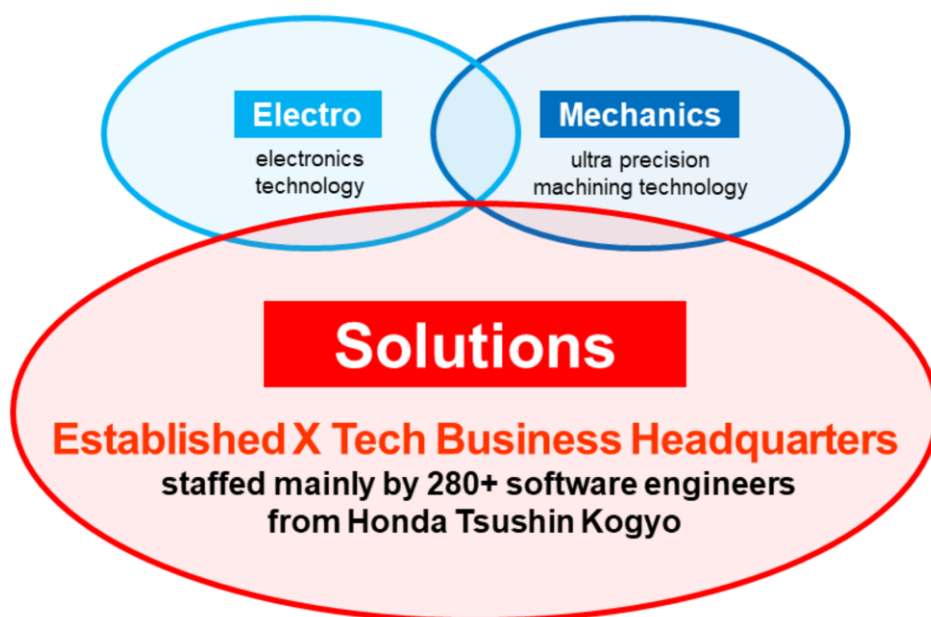 Electro
electronics
technology
Mechanics
ultra precision
machining technology
Solutions
Established X Tech Business Headquarters
staffed mainly by 280+ software engineers
from Honda Tsushin Kogyo